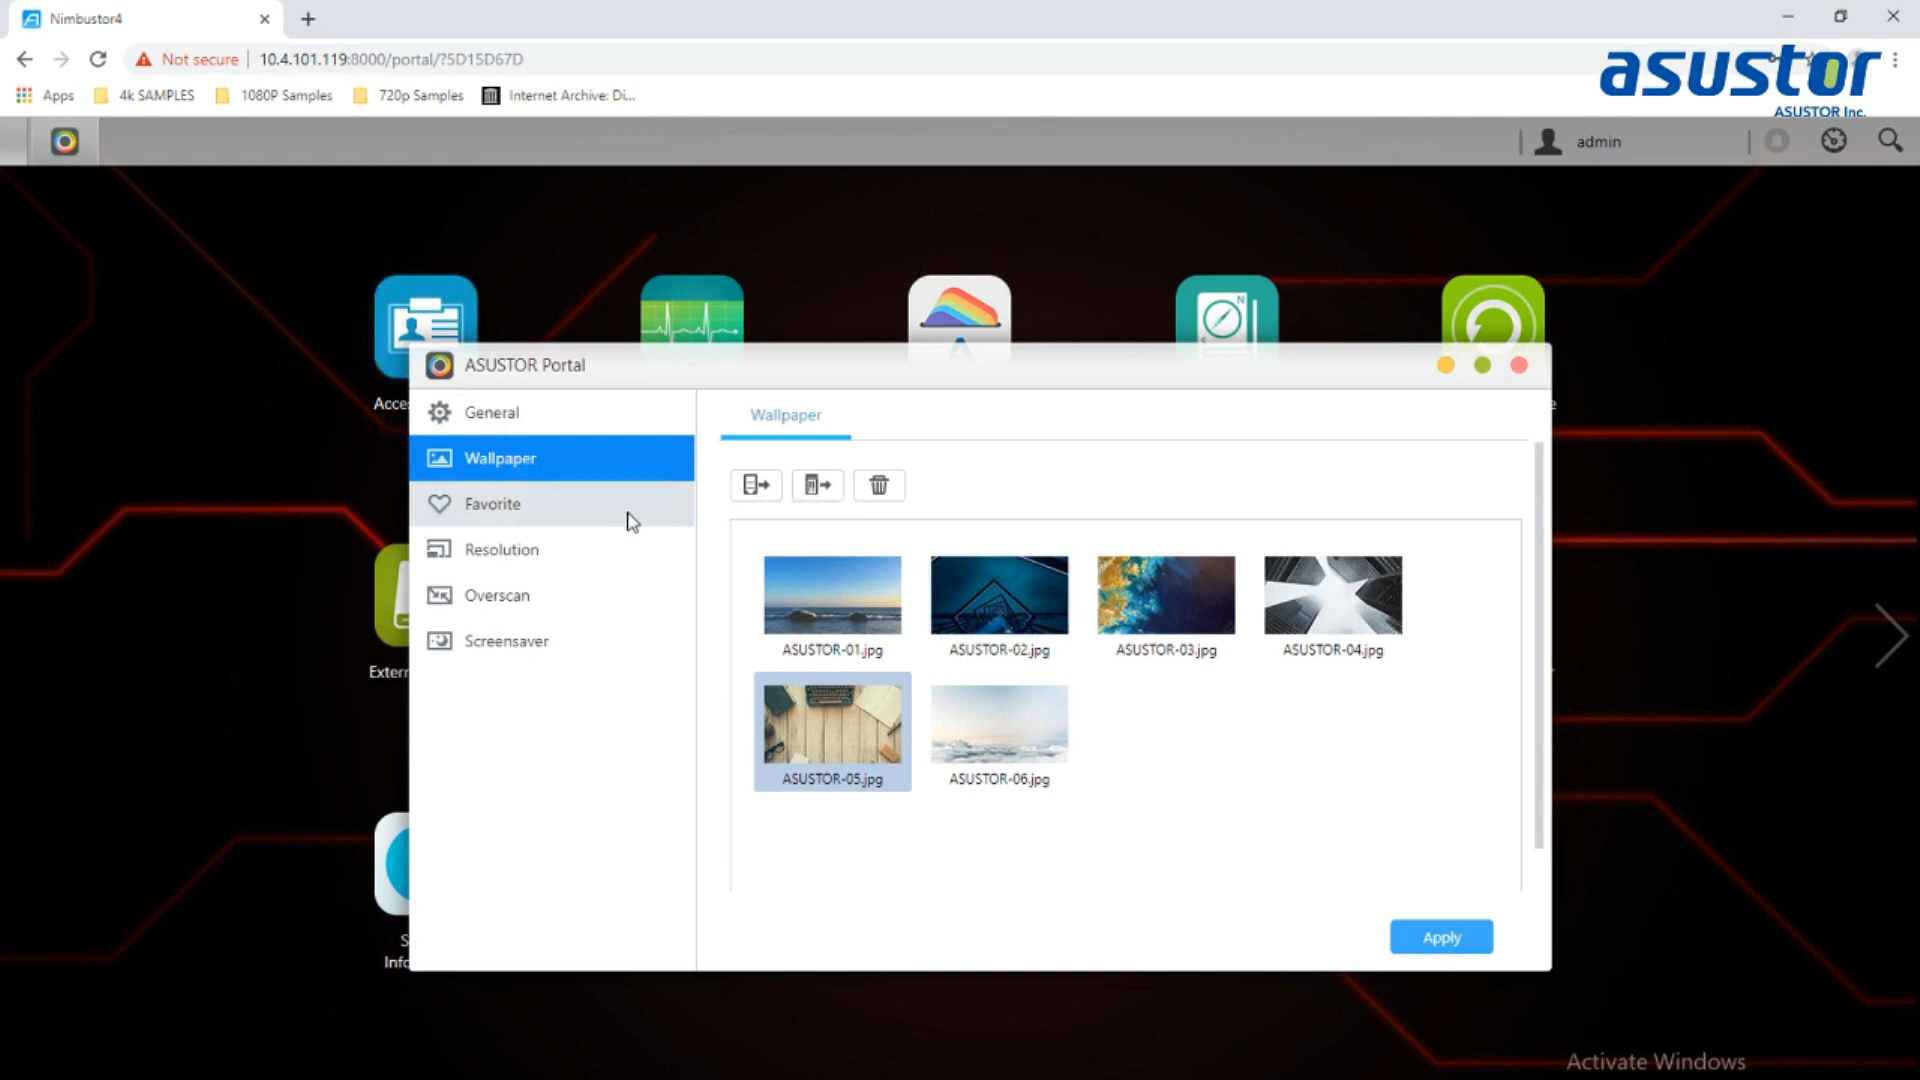 Nimbustor4
Not secure 10.4.101.119:8000/portal/?5D15D67D
asustor
ASUSTOR Inc.
Apps 4k SAMPLES 1080P Samples 720p Samples Internet Archive: Di...
admin
ASUSTOR Portal
Acce
e
General
Wallpaper
Wallpaper
Favorite
Resolution
Overscan
Screensaver
ASUSTOR-01.jpg ASUSTOR-02.jpg ASUSTOR-03.jpg ASUSTOR-04.jpg
Extern
ASUSTOR-05.jpg ASUSTOR-06.jpg
Apply
S
Info
Activate Windows